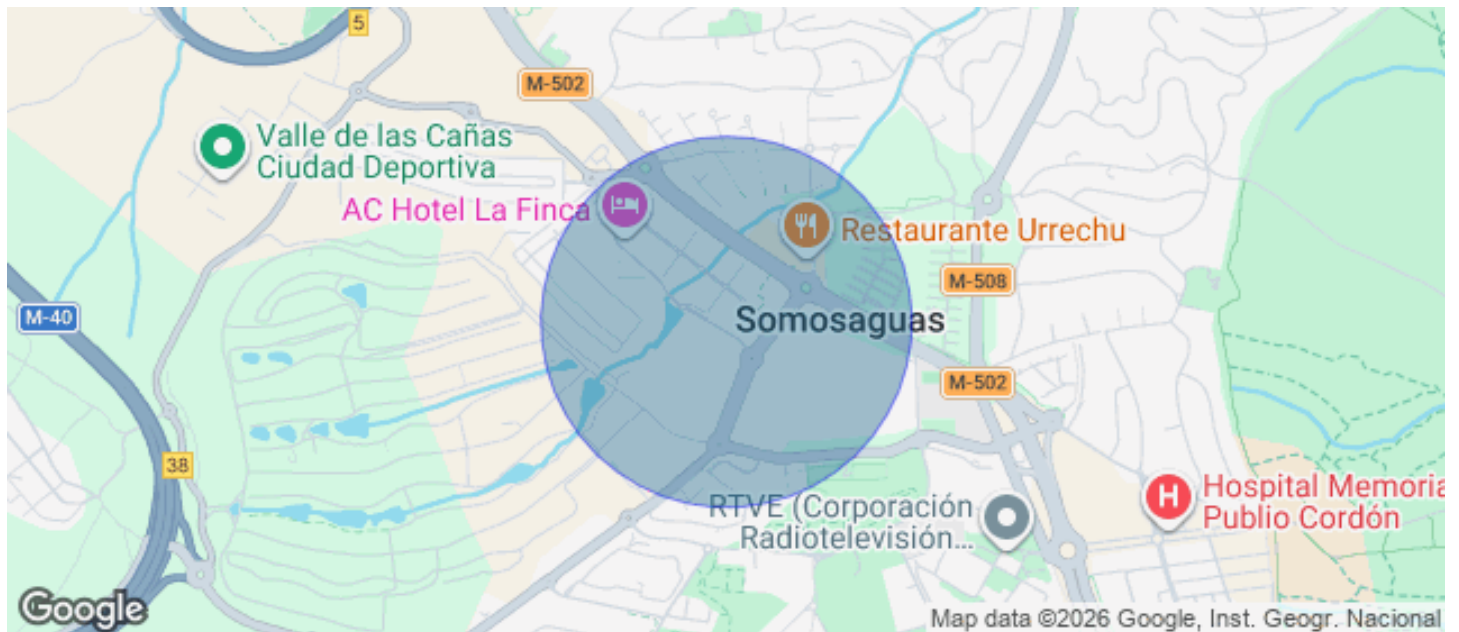 5
M-502
Valle de las Cañas
Ciudad Deportiva
AC Hotel La Finca
Restaurante Urrechu
M-508
M-40
Somosaguas
M-502
38
RTVE (Corporación
Radiotelevisión...
Hospital Memoria
Publio Cordón
Google
Map data ©2026 Google, Inst. Geogr. Nacional